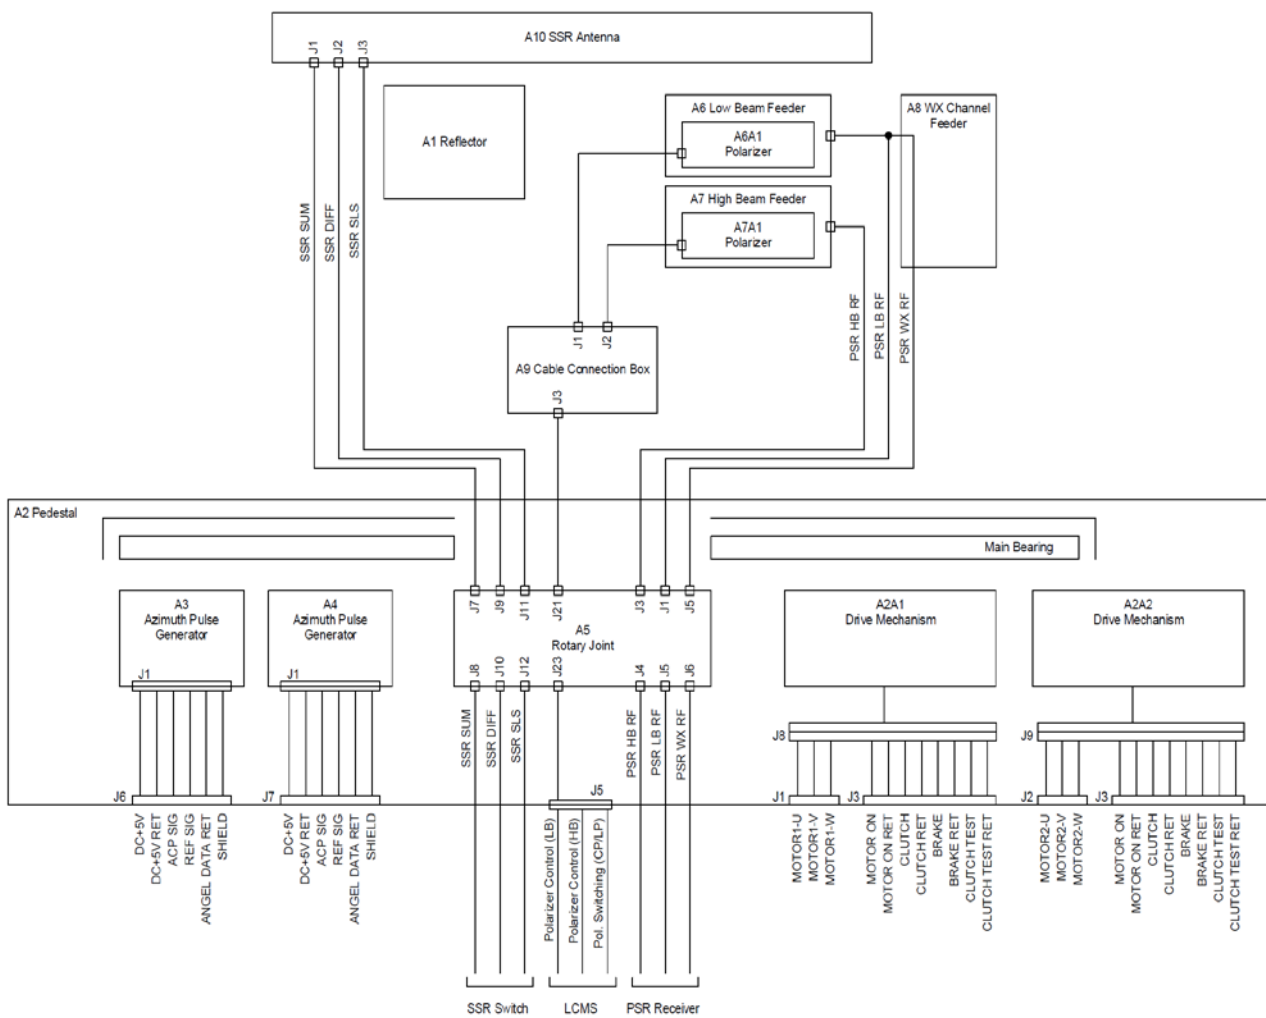 A10 SSR Antenna
J1
J2
J3
A1 Reflector
A6 Low Beam Feeder
A6A1
Polarizer
A7 High Beam Feeder
A7A1
Polarizer
A8 WX Channel
Feeder
SSR SUM
SSR DIFF
SSR SLS
PSR HB RF
PSR LB RF
PSR WX RF
J1
J2
A9 Cable Connection Box
J3
A2 Pedestal
Main Bearing
A3
Azimuth Pulse
Generator
J1
A4
Azimuth Pulse
Generator
J1
J7
J9
J11
J21
J3
J1
J5
A5
Rotary Joint
J8
J10
J12
J23
J4
J5
J6
A2A1
Drive Mechanism
A2A2
Drive Mechanism
J8
J9
SSR SUM
SSR DIFF
SSR SLS
PSR HB RF
PSR LB RF
PSR WX RF
J6
J7
J5
J1
J3
J2
J3
DC+5V
DC+5V RET
ACP SIG
REF SIG
ANGEL DATA RET
SHIELD
DC+5V
DC+5V RET
ACP SIG
REF SIG
ANGEL DATA RET
SHIELD
Polarizer Control (LB)
Polarizer Control (HB)
Pol. Switching (CP/LP)
MOTOR1-U
MOTOR1-V
MOTOR1-W
MOTOR ON
MOTOR ON RET
CLUTCH
CLUTCH RET
BRAKE
BRAKE RET
CLUTCH TEST
CLUTCH TEST RET
MOTOR2-U
MOTOR2-V
MOTOR2-W
MOTOR ON
MOTOR ON RET
CLUTCH
CLUTCH RET
BRAKE
BRAKE RET
CLUTCH TEST
CLUTCH TEST RET
SSR Switch
LCMS
PSR Receiver